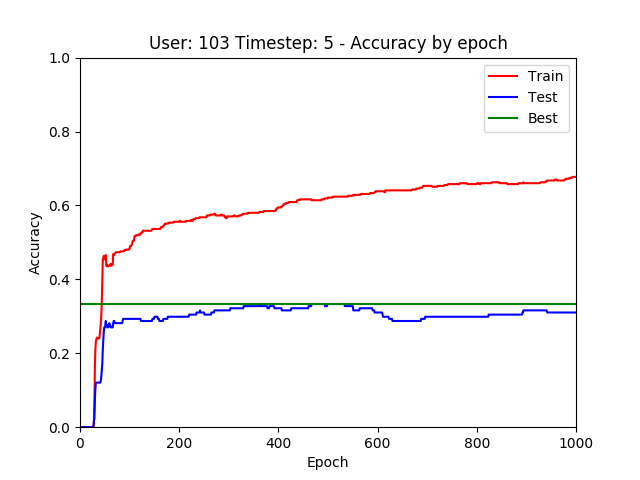 User: 103 Timestep: 5 - Accuracy by epoch
1.0
0.8
0.6
0.4
0.2
0.0
Accuracy
Train
Test
Best
0 200 400 600 800 1000
Epoch